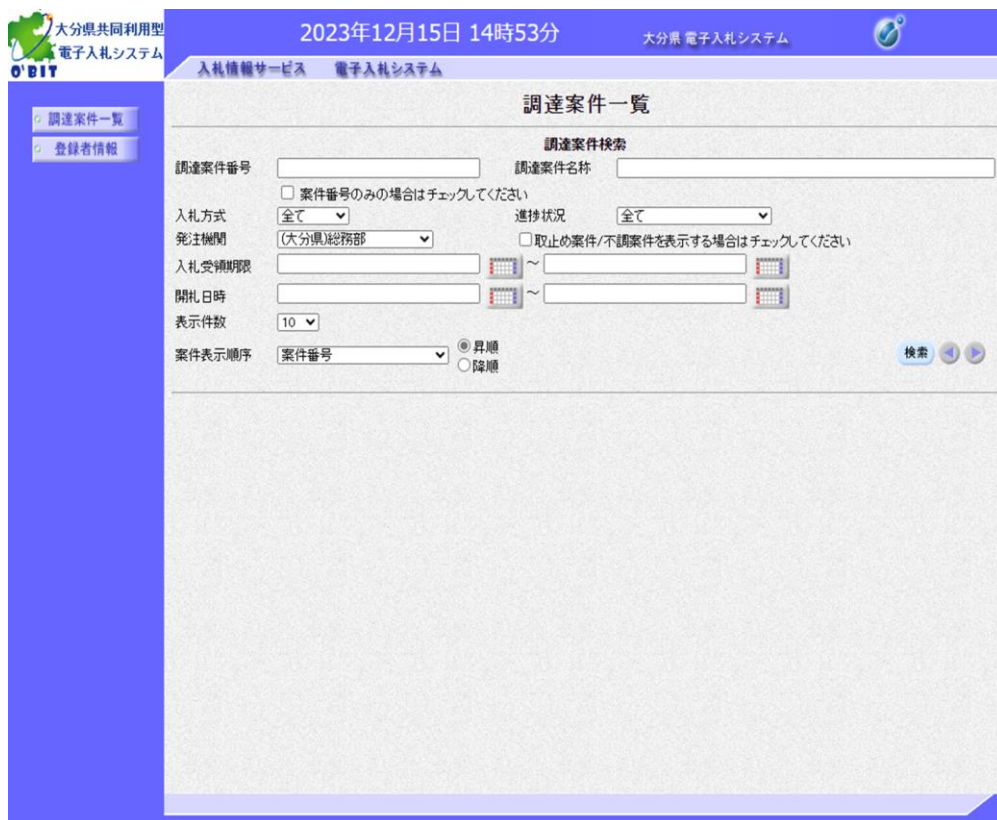 大分県共同利用型
電子入札システム
O'BIT
2023年12月15日 14時53分
大分県 電子入札システム
入札情報サービス 電子入札システム
調達案件一覧
登録者情報
調達案件一覧
調達案件検索
調達案件番号 調達案件名称
案件番号のみの場合はチェックしてください
入札方式 全て 進捗状況 全て
発注機関 (大分県)総務部 取止め案件/不調案件を表示する場合はチェックしてください
入札受領期限 ～
開札日時 ～
表示件数 10
案件表示順序 案件番号 昇順
降順
検索